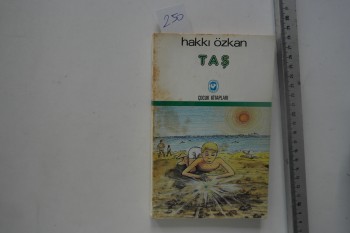 250
hakkı özkan
TAŞ
ÇOCUK KİTAPLARI